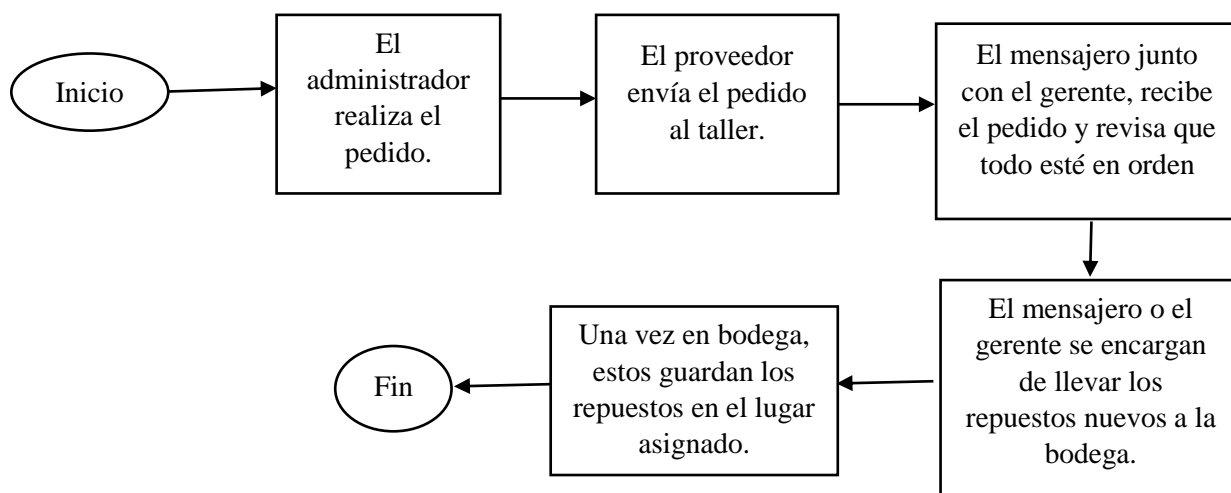 Inicio
El
administrador
realiza el
pedido.
El proveedor
envía el pedido
al taller.
El mensajero junto
con el gerente, recibe
el pedido y revisa que
todo esté en orden
El mensajero o el
gerente se encargan
de llevar los
repuestos nuevos a la
bodega.
Una vez en bodega,
estos guardan los
repuestos en el lugar
asignado.
Fin